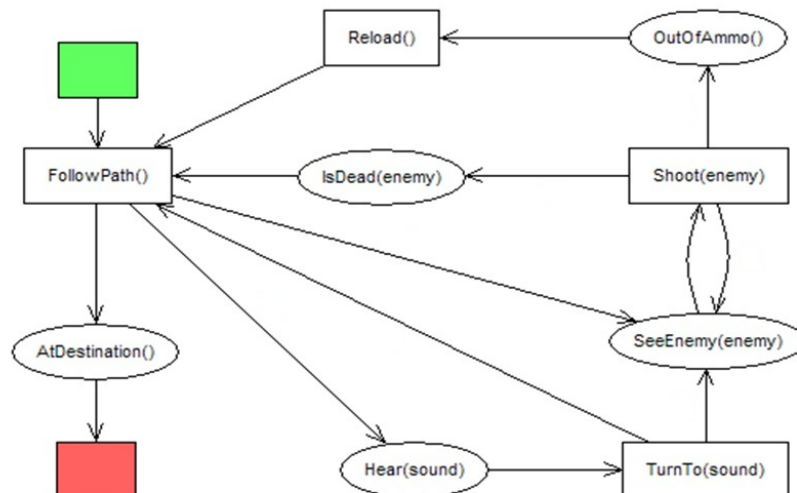 Reload()
OutOfAmmo()
FollowPath()
IsDead(enemy)
Shoot(enemy)
AtDestination()
SeeEnemy(enemy)
Hear(sound)
TurnTo(sound)